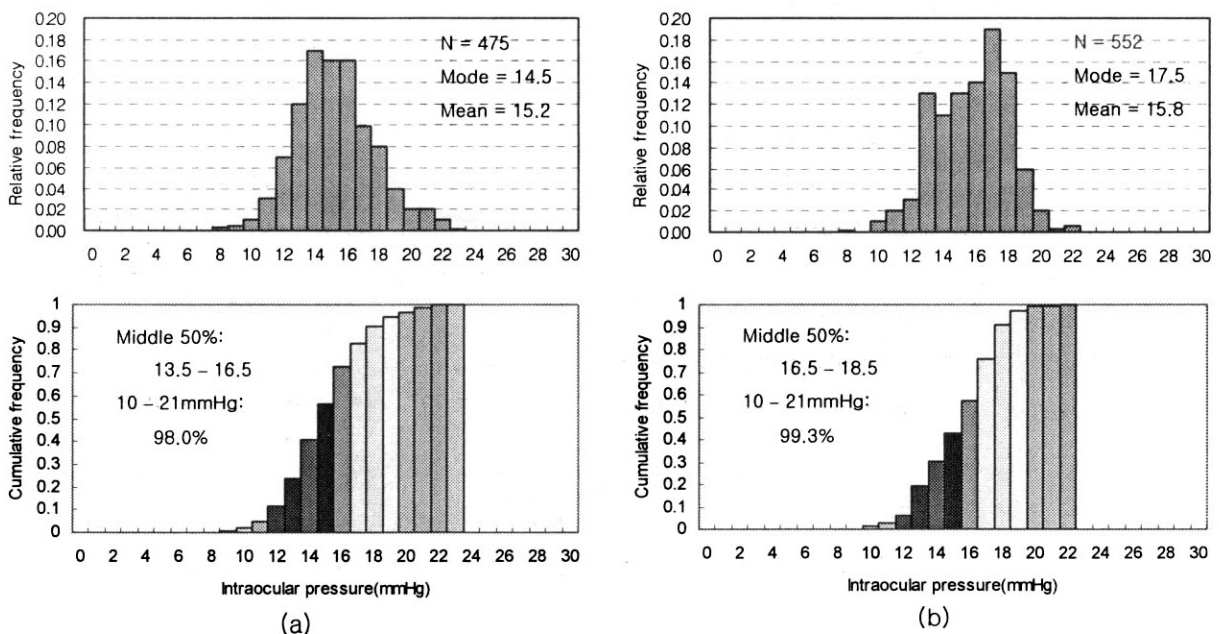 Relative frequency
0.20
0.18
0.16
0.14
0.12
0.10
0.08
0.06
0.04
0.02
0.00
N = 475
Mode = 14.5
Mean = 15.2
0 2 4 6 8 10 12 14 16 18 20 22 24 26 28 30
Cumulative frequency
1
0.9
0.8
0.7
0.6
0.5
0.4
0.3
0.2
0.1
0
Middle 50%:
13.5 – 16.5
10 – 21mmHg:
98.0%
0 2 4 6 8 10 12 14 16 18 20 22 24 26 28 30
Intraocular pressure(mmHg)
(a)
Relative frequency
0.20
0.18
0.16
0.14
0.12
0.10
0.08
0.06
0.04
0.02
0.00
N = 552
Mode = 17.5
Mean = 15.8
0 2 4 6 8 10 12 14 16 18 20 22 24 26 28 30
Cumulative frequency
1
0.9
0.8
0.7
0.6
0.5
0.4
0.3
0.2
0.1
0
Middle 50%:
16.5 – 18.5
10 – 21mmHg:
99.3%
0 2 4 6 8 10 12 14 16 18 20 22 24 26 28 30
Intraocular pressure(mmHg)
(b)